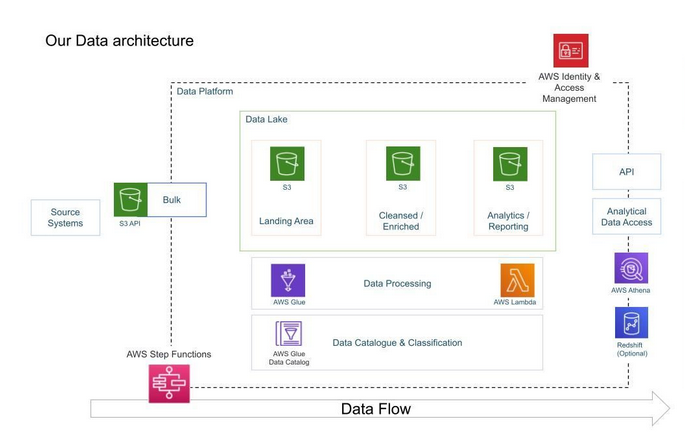 Our Data architecture
AWS Identity &
Access
Management
Data Platform
Data Lake
S3
S3
S3
Landing Area
Cleansed /
Enriched
Analytics /
Reporting
API
Bulk
S3 API
Source
Systems
Analytical
Data Access
AWS Glue
Data Processing
AWS Lambda
AWS Athena
AWS Glue
Data Catalog
Data Catalogue & Classification
Redshift
(Optional)
AWS Step Functions
Data Flow